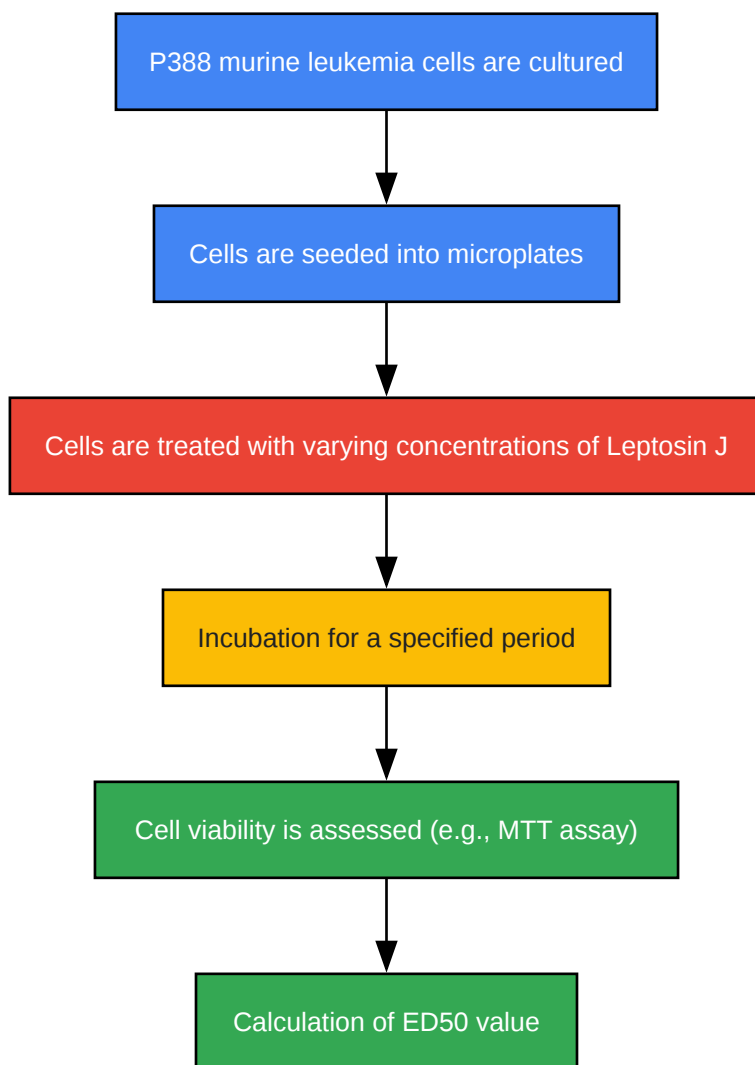 P388 murine leukemia cells are cultured
Cells are seeded into microplates
Cells are treated with varying concentrations of Leptosin J
Incubation for a specified period
Cell viability is assessed (e.g., MTT assay)
Calculation of ED50 value